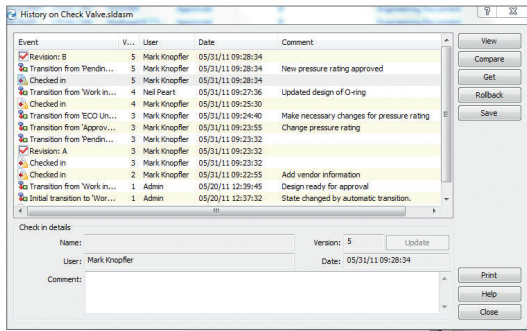 History on Check Valve.sldasm
Event V... User Date Comment
Revision: B 5 Mark Knopfler 05/31/11 09:28:34
Transition from 'Pendin... 5 Mark Knopfler 05/31/11 09:28:34 New pressure rating approved
Checked in 5 Mark Knopfler 05/31/11 09:28:34
Transition from 'Work in... 4 Neil Peart 05/31/11 09:27:36 Updated design of O-ring
Checked in 4 Mark Knopfler 05/31/11 09:25:30
Transition from 'ECO Un... 3 Mark Knopfler 05/31/11 09:24:40 Make necessary changes for pressure rating
Transition from 'Approv... 3 Mark Knopfler 05/31/11 09:23:55 Change pressure rating
Transition from 'Pendin... 3 Mark Knopfler 05/31/11 09:23:32
Revision: A 3 Mark Knopfler 05/31/11 09:23:32
Checked in 3 Mark Knopfler 05/31/11 09:23:32
Checked in 2 Mark Knopfler 05/31/11 09:22:55 Add vendor information
Transition from 'Work in... 1 Admin 05/20/11 12:39:45 Design ready for approval
Initial transition to 'Wor... 1 Admin 05/20/11 12:37:32 State changed by automatic transition.
View
Compare
Get
Rollback
Save
Check in details
Name: Version: 5 Update
User: Mark Knopfler Date: 05/31/11 09:28:34
Comment:
Print
Help
Close